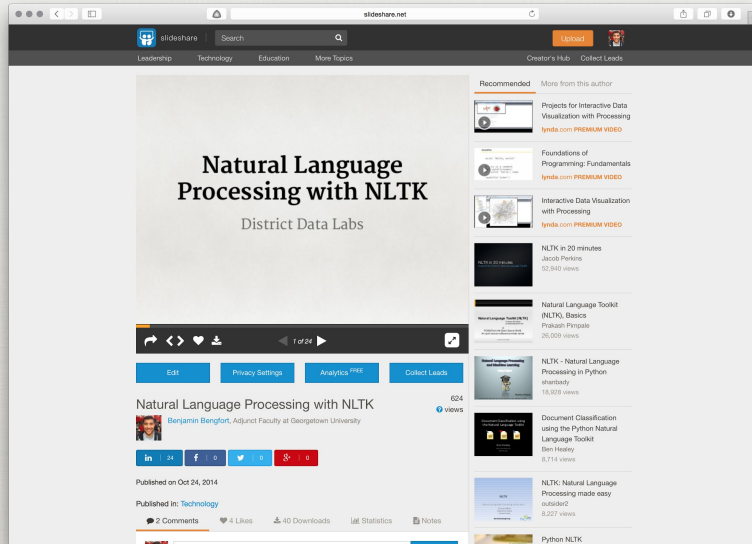 slideshare.net
slideshare
Search
Upload
Leadership
Technology
Education
More Topics
Creator's Hub
Collect Leads
Natural Language
Processing with NLTK
District Data Labs
1 of 24
Edit
Privacy Settings
Analytics FREE
Collect Leads
Natural Language Processing with NLTK
624
views
Benjamin Bengfort, Adjunct Faculty at Georgetown University
in 24
f 0
0
g+ 0
Published on Oct 24, 2014
Published in: Technology
2 Comments
4 Likes
40 Downloads
Statistics
Notes
Recommended
More from this author
Projects for Interactive Data
Visualization with Processing
lynda.com PREMIUM VIDEO
Foundations of
Programming: Fundamentals
lynda.com PREMIUM VIDEO
Interactive Data Visualization
with Processing
lynda.com PREMIUM VIDEO
NLTK in 20 minutes
NLTK in 20 minutes
Jacob Perkins
52,940 views
Natural Language Toolkit
(NLTK), Basics
Prakash Pimpale
26,009 views
NLTK - Natural Language
Processing in Python
shanbady
18,928 views
Document Classification
using the Python Natural
Language Toolkit
Ben Healey
8,714 views
NLTK
NLTK: Natural Language
Processing made easy
outsider2
8,227 views
Python NLTK